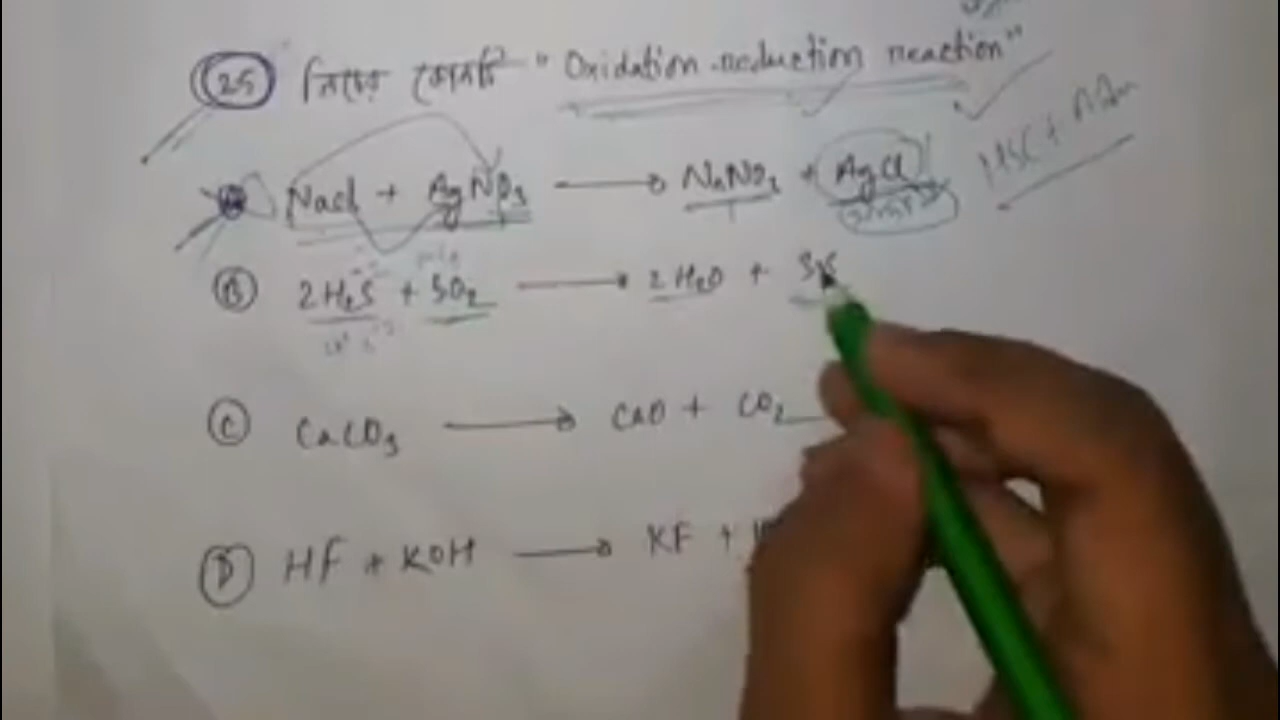 25 নিচের কোনটি "Oxidation-reduction reaction"
NaCl + AgNO3 → NaNO3 + AgCl
B 2H2S + SO2 → 2H2O + 3S
C CaCO3 → CaO + CO2
D HF + KOH → KF +